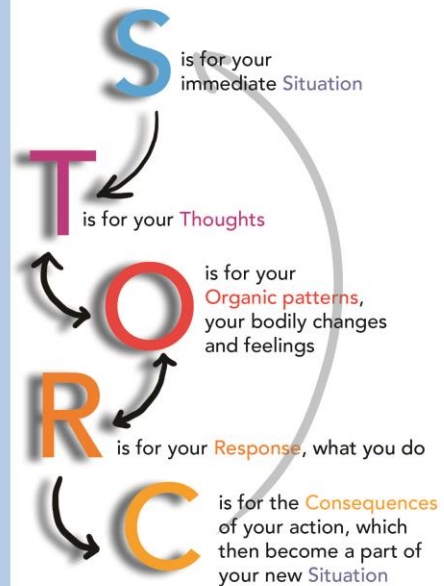 S is for your
immediate Situation
T is for your Thoughts
O is for your
Organic patterns,
your bodily changes
and feelings
R is for your Response, what you do
C is for the Consequences
of your action, which
then become a part of
your new Situation